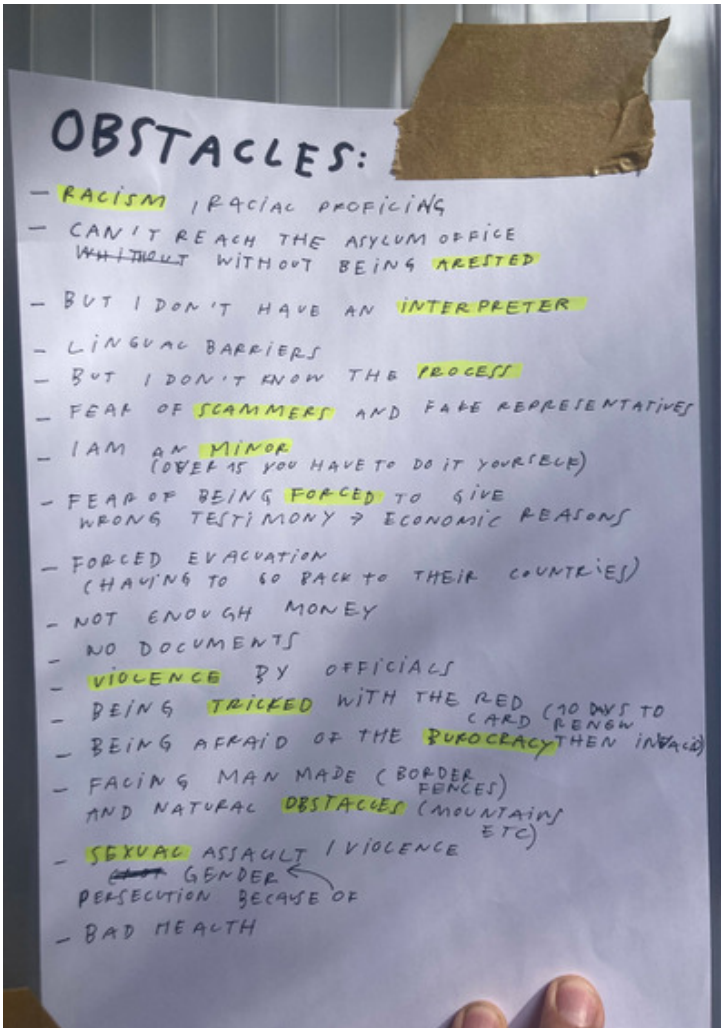 OBSTACLES:
- RACISM / RACIAL PROFICING
- CAN'T REACH THE ASYLUM OFFICE
WHITHOUT WITHOUT BEING ARESTED
- BUT I DON'T HAVE AN INTERPRETER
- LINGUAL BARRIERS
- BUT I DON'T KNOW THE PROCESS
- FEAR OF SCAMMERS AND FAKE REPRESENTATIVES
- I AM AN MINOR
(OVER 15 YOU HAVE TO DO IT YOURSELF)
- FEAR OF BEING FORCED TO GIVE
WRONG TESTIMONY → ECONOMIC REASONS
- FORCED EVACUATION
(HAVING TO GO BACK TO THEIR COUNTRIES)
- NOT ENOUGH MONEY
- NO DOCUMENTS
- VIOLENCE BY OFFICIALS
- BEING TRICKED WITH THE RED
CARD (10 DAYS TO
RENEW
THEN INVALID)
- BEING AFRAID OF THE BUROCRACY
- FACING MAN MADE (BORDER
FENCES)
AND NATURAL OBSTACLES (MOUNTAINS
ETC)
- SEXUAL ASSAULT / VIOLENCE
GENDER
PERSECUTION BECAUSE OF
- BAD HEALTH